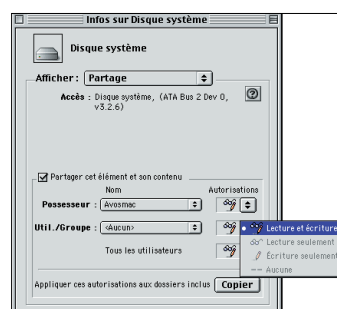 Infos sur Disque système
Disque système
Afficher : Partage
Accès : Disque système, (ATA Bus 2 Dev 0,
v3.2.6)
Partager cet élément et son contenu
Nom Autorisations
Possesseur : Avosmac
Util./Groupe : <Aucun>
Tous les utilisateurs
Lecture et écriture
Lecture seulement
Écriture seulement
-- Aucune
Appliquer ces autorisations aux dossiers inclus Copier